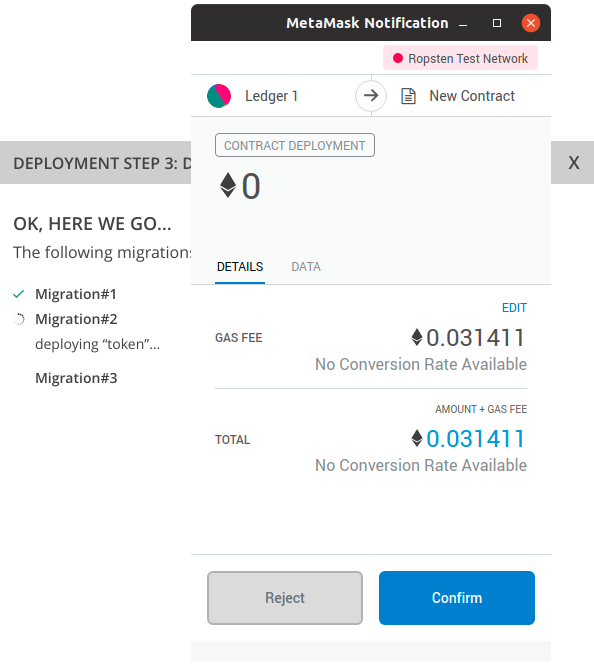 MetaMask Notification
Ropsten Test Network
Ledger 1
New Contract
CONTRACT DEPLOYMENT
0
DEPLOYMENT STEP 3: D
X
OK, HERE WE GO...
The following migrations
Migration#1
Migration#2
deploying “token”...
Migration#3
DETAILS
DATA
EDIT
GAS FEE
0.031411
No Conversion Rate Available
AMOUNT + GAS FEE
TOTAL
0.031411
No Conversion Rate Available
Reject
Confirm